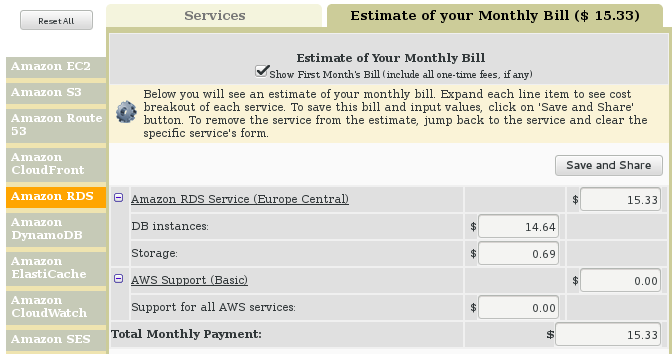 Reset All
Services
Estimate of your Monthly Bill ($ 15.33)
Amazon EC2
Amazon S3
Amazon Route
53
Amazon
CloudFront
Amazon RDS
Amazon
DynamoDB
Amazon
ElastiCache
Amazon
CloudWatch
Amazon SES
Estimate of Your Monthly Bill
Show First Month's Bill (include all one-time fees, if any)
Below you will see an estimate of your monthly bill. Expand each line item to see cost
breakout of each service. To save this bill and input values, click on 'Save and Share'
button. To remove the service from the estimate, jump back to the service and clear the
specific service's form.
Save and Share
Amazon RDS Service (Europe Central) $ 15.33
DB instances: $ 14.64
Storage: $ 0.69
AWS Support (Basic) $ 0.00
Support for all AWS services: $ 0.00
Total Monthly Payment: $ 15.33